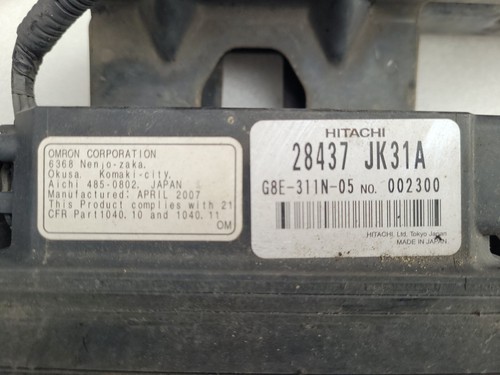 OMRON CORPORATION
6368 Nenjo-zaka.
Okusa. Komaki-city.
Aichi 485-0802. JAPAN
Manufactured: APRIL 2007
This Product complies with 21
CFR Part1040.10 and 1040.11
OM
HITACHI
28437 JK31A
G8E-311N-05 NO. 002300
HITACHI, Ltd. Tokyo Japan
MADE IN JAPAN